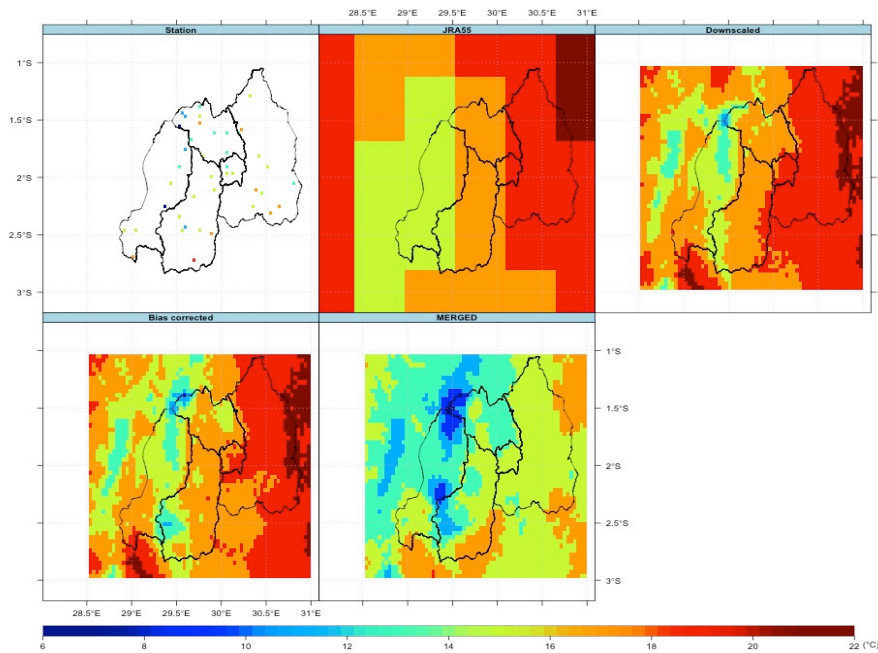 28.5°E 29°E 29.5°E 30°E 30.5°E 31°E
Station JRA55 Downscaled
1°S
1.5°S
2°S
2.5°S
3°S
Bias corrected MERGED
1°S
1.5°S
2°S
2.5°S
3°S
28.5°E 29°E 29.5°E 30°E 30.5°E 31°E
6 8 10 12 14 16 18 20 22 (°C)